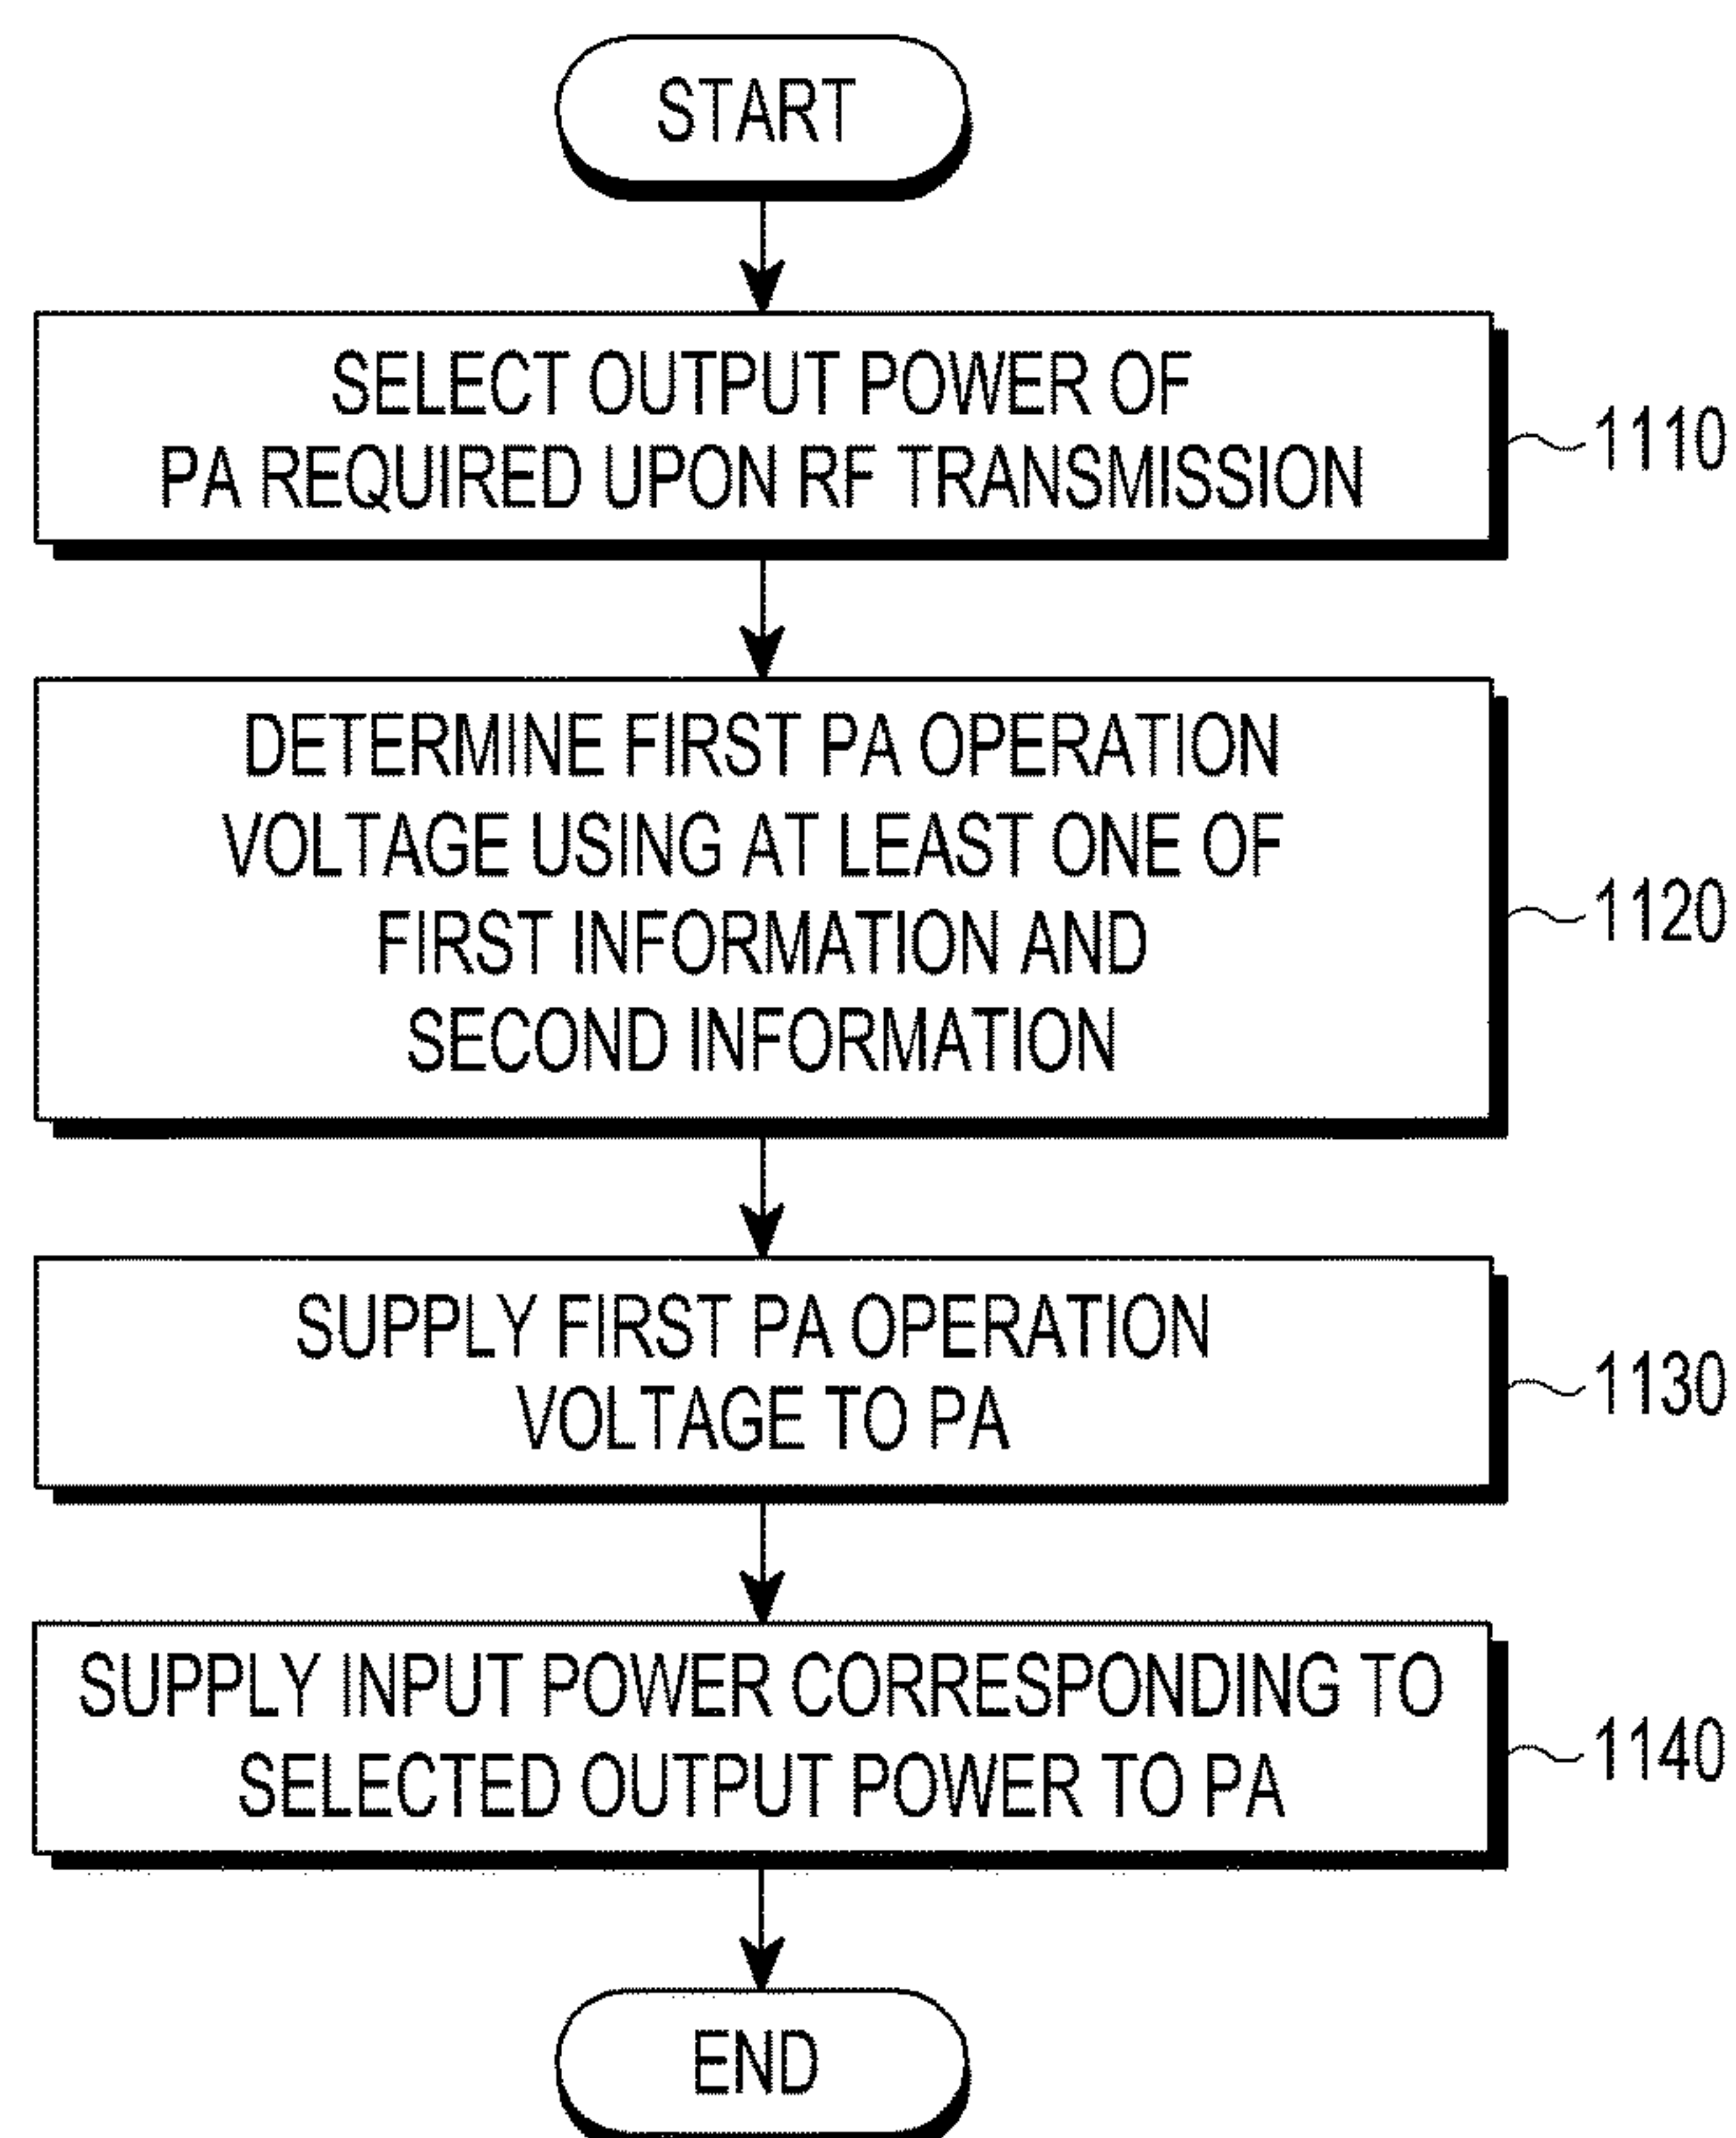 START
SELECT OUTPUT POWER OF
PA REQUIRED UPON RF TRANSMISSION
1110
DETERMINE FIRST PA OPERATION
VOLTAGE USING AT LEAST ONE OF
FIRST INFORMATION AND
SECOND INFORMATION
1120
SUPPLY FIRST PA OPERATION
VOLTAGE TO PA
1130
SUPPLY INPUT POWER CORRESPONDING TO
SELECTED OUTPUT POWER TO PA
1140
END